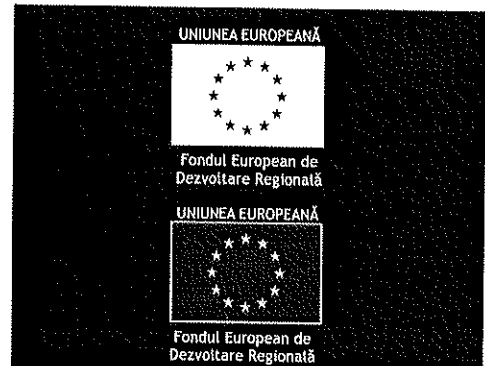 UNIUNEA EUROPEANĂ
Fondul European de
Dezvoltare Regională
UNIUNEA EUROPEANĂ
Fondul European de
Dezvoltare Regională